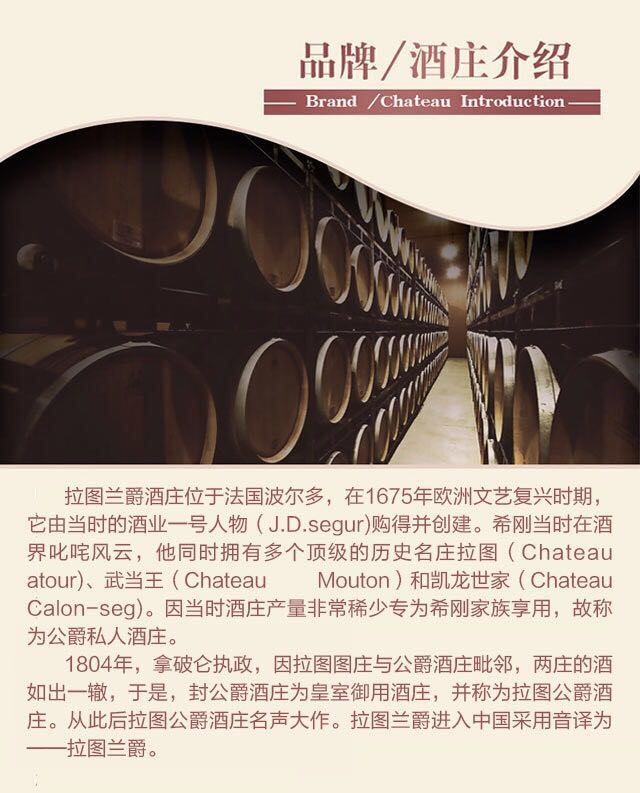 品牌/酒庄介绍
Brand /Chateau Introduction
拉图兰爵酒庄位于法国波尔多，在1675年欧洲文艺复兴时期，
它由当时的酒业一号人物（J.D.segur)购得并创建。希刚当时在酒
界叱咤风云，他同时拥有多个顶级的历史名庄拉图（Chateau
atour)、武当王（Chateau Mouton）和凯龙世家（Chateau
Calon-seg)。因当时酒庄产量非常稀少专为希刚家族享用，故称
为公爵私人酒庄。
1804年，拿破仑执政，因拉图图庄与公爵酒庄毗邻，两庄的酒
如出一辙，于是，封公爵酒庄为皇室御用酒庄，并称为拉图公爵酒
庄。从此后拉图公爵酒庄名声大作。拉图兰爵进入中国采用音译为
——拉图兰爵。